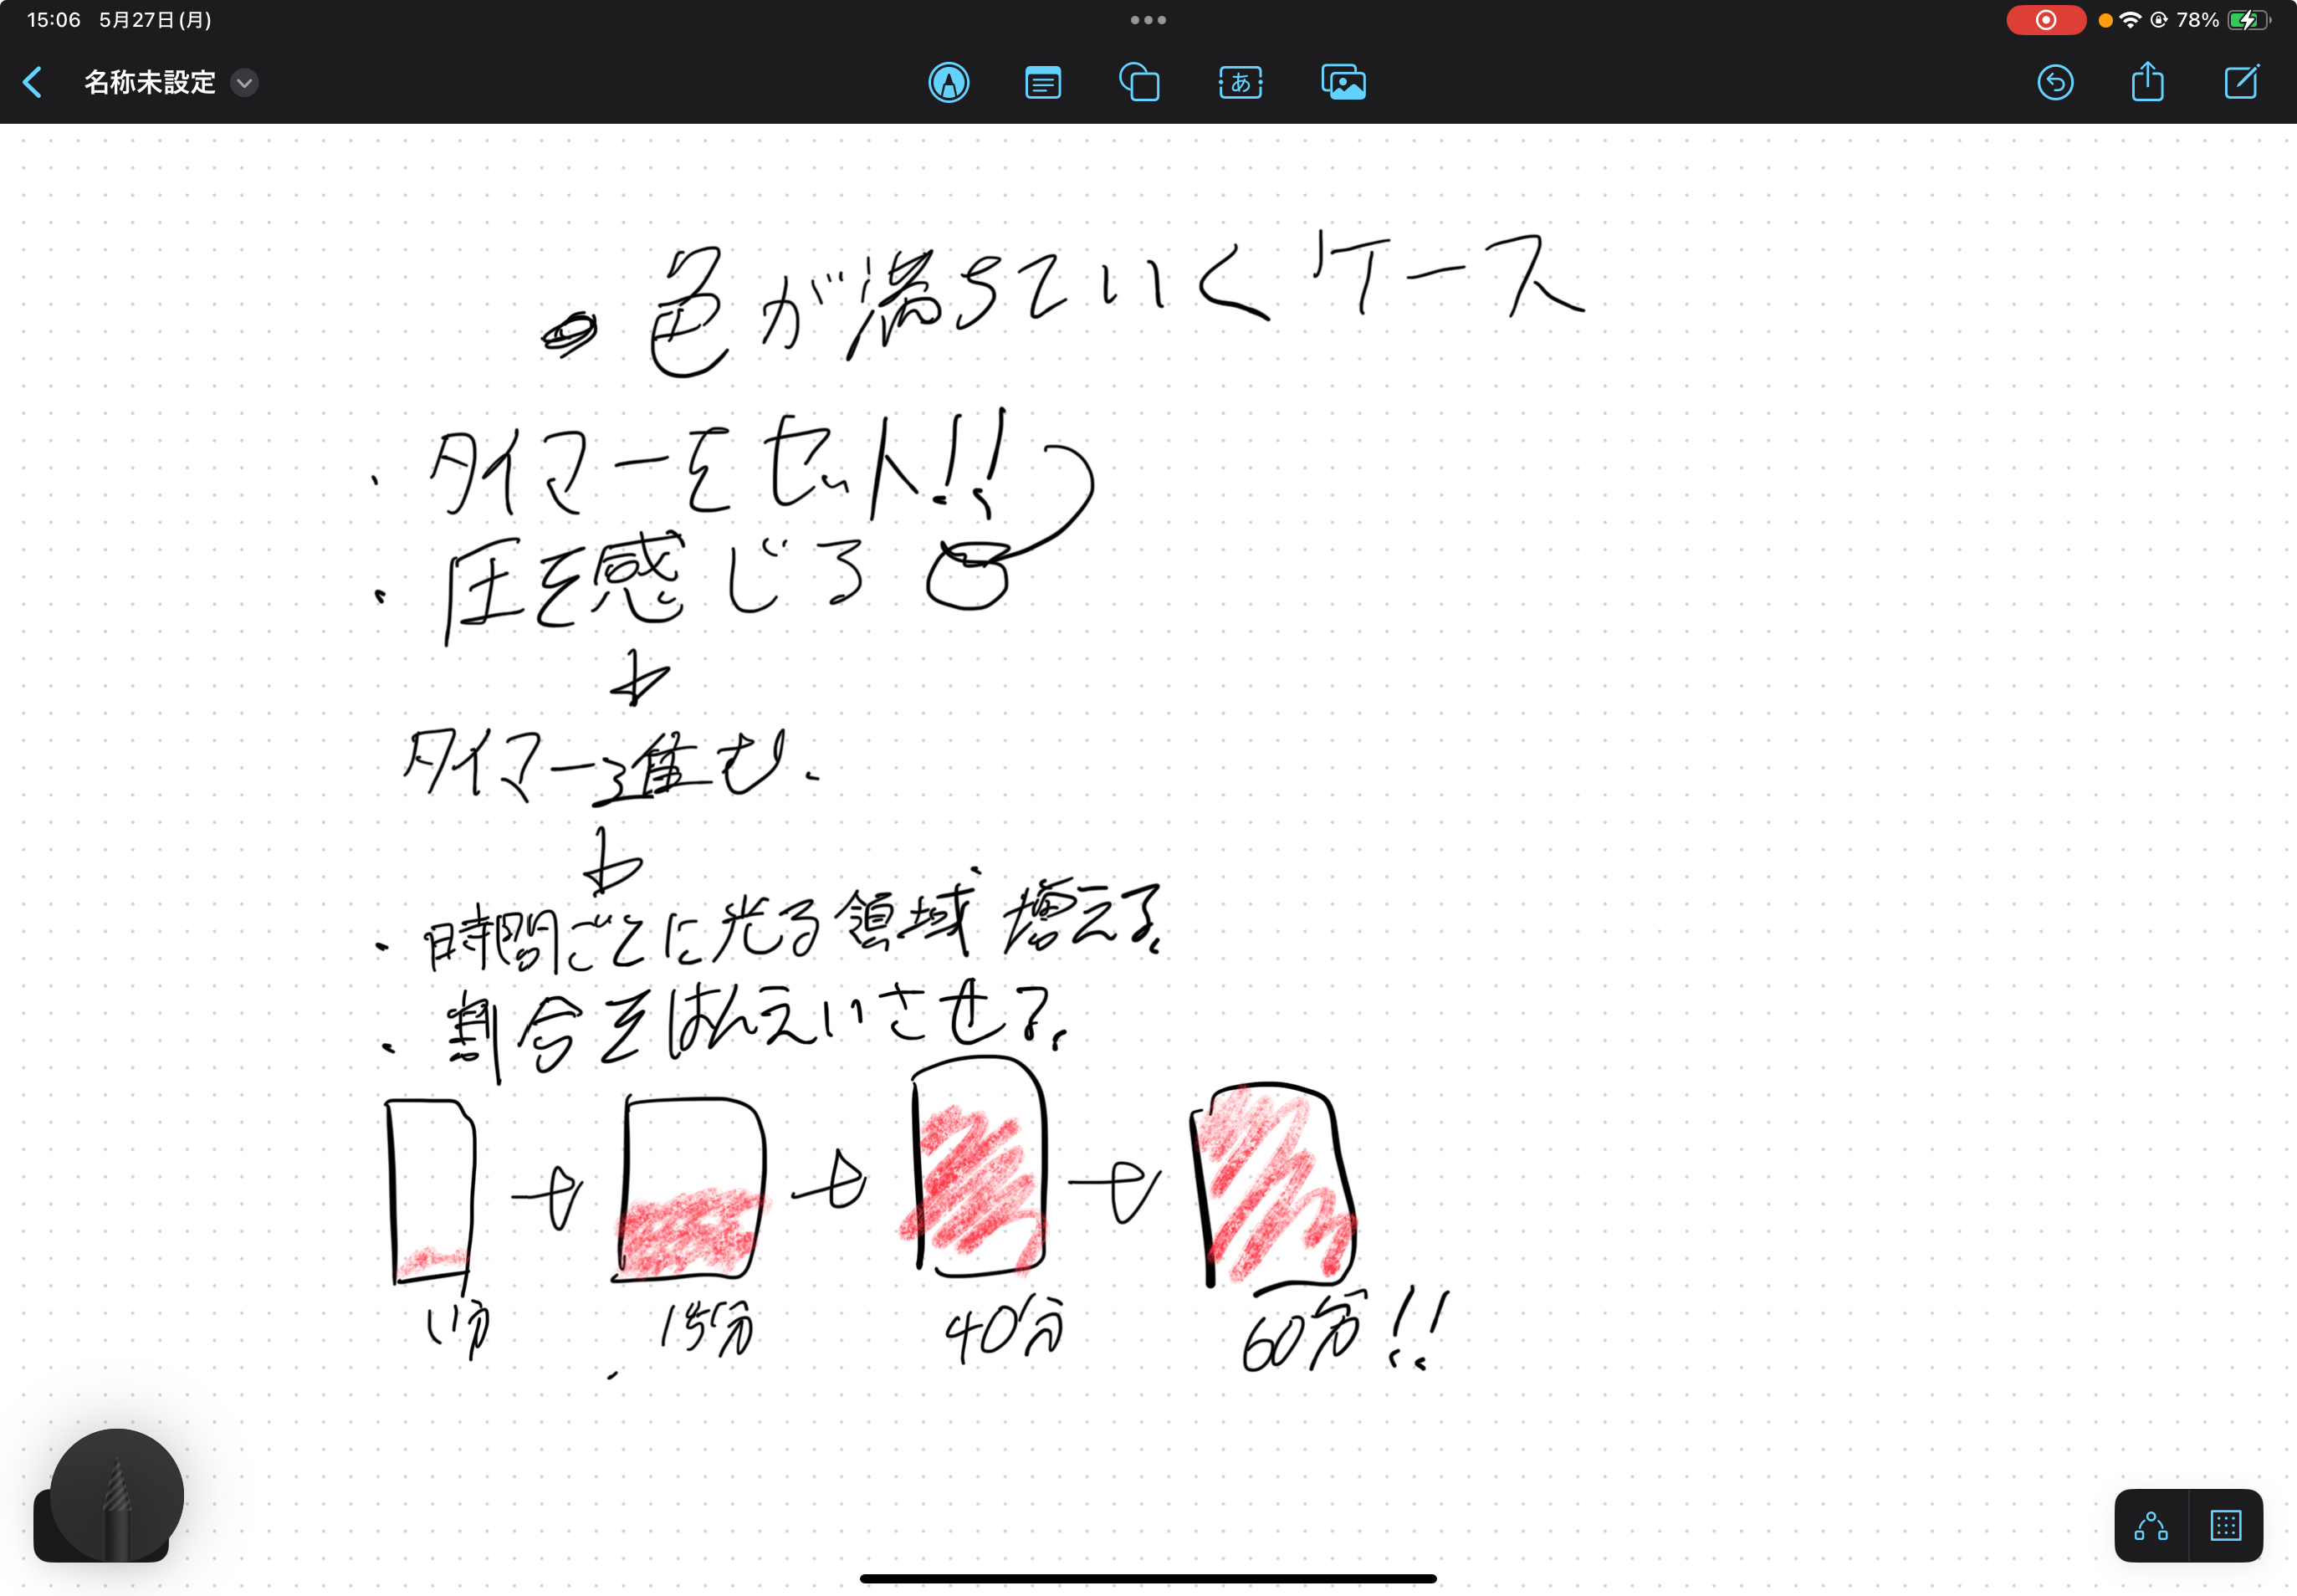 15:06 5月27日(月)
78%
名称未設定
あ
色が満ちていくケース
・タイマーをセット!!
・圧を感じる
タイマー進む.
・時間ごとに光る領域増える.
・割合をはんえいさせる.
1分
15分
40分
60分!!